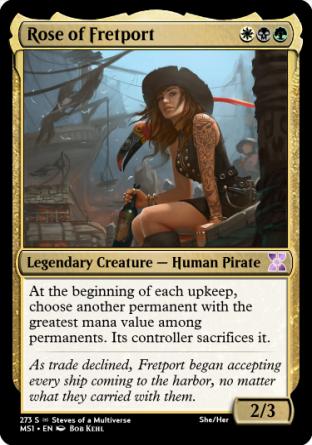 Rose of Fretport
Legendary Creature — Human Pirate
At the beginning of each upkeep,
choose another permanent with the
greatest mana value among
permanents. Its controller sacrifices it.
As trade declined, Fretport began accepting
every ship coming to the harbor, no matter
what they carried with them.
2/3
273 S Steves of a Multiverse She/Her
MS1 • EN Bob Kehl